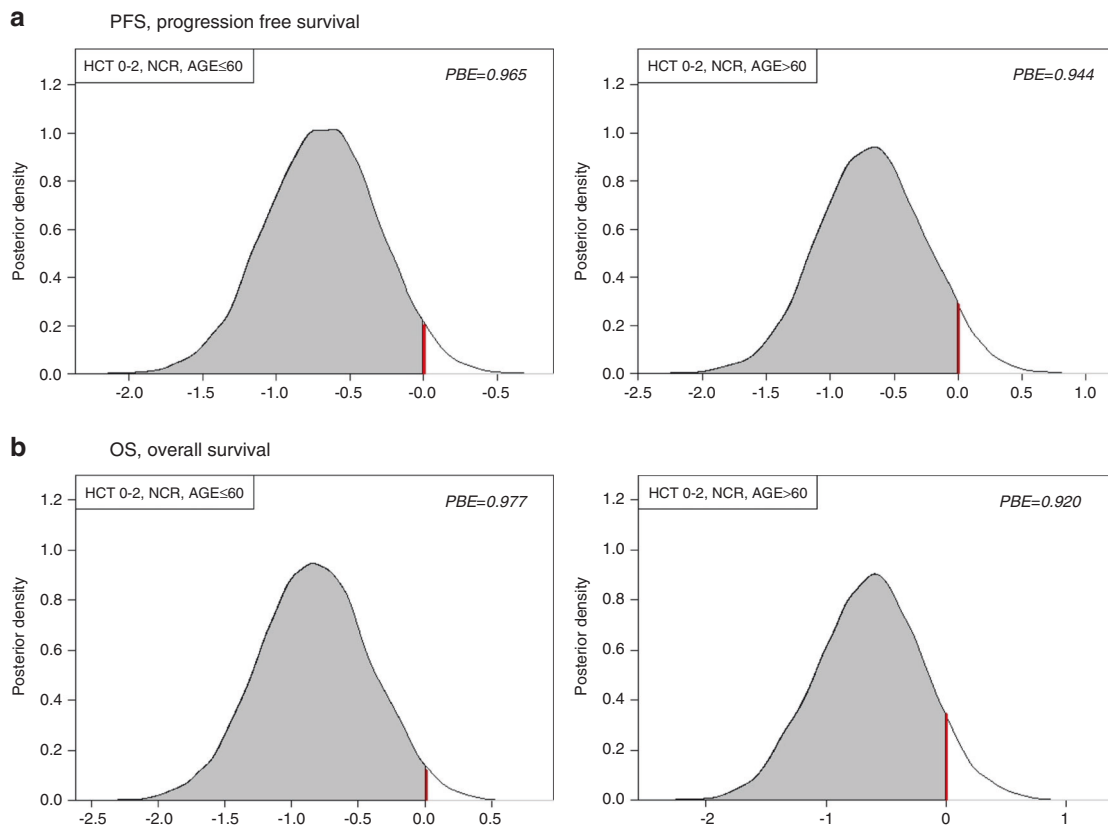 a PFS, progression free survival
HCT 0-2, NCR, AGE≤60
PBE=0.965
Posterior density
1.2
1.0
0.8
0.6
0.4
0.2
0.0
-2.0 -1.5 -1.0 -0.5 -0.0 -0.5
HCT 0-2, NCR, AGE>60
PBE=0.944
Posterior density
1.2
1.0
0.8
0.6
0.4
0.2
0.0
-2.5 -2.0 -1.5 -1.0 -0.5 0.0 0.5 1.0
b OS, overall survival
HCT 0-2, NCR, AGE≤60
PBE=0.977
Posterior density
1.2
1.0
0.8
0.6
0.4
0.2
0.0
-2.5 -2.0 -1.5 -1.0 -0.5 0.0 0.5
HCT 0-2, NCR, AGE>60
PBE=0.920
Posterior density
1.2
1.0
0.8
0.6
0.4
0.2
0.0
-2 -1 0 1